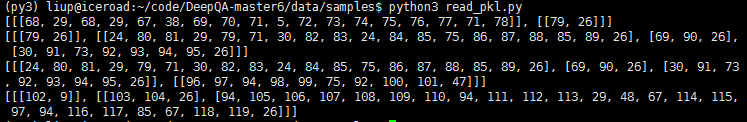 (py3) liup@iceroad:~/code/DeepQA-master6/data/samples$ python3 read_pkl.py
[[[68, 29, 68, 29, 67, 38, 69, 70, 71, 5, 72, 73, 74, 75, 76, 77, 71, 78]], [[79, 26]]]
[[[79, 26]], [[24, 80, 81, 29, 79, 71, 30, 82, 83, 24, 84, 85, 75, 86, 87, 88, 85, 89, 26], [69, 90, 26],
 [30, 91, 73, 92, 93, 94, 95, 26]]]
[[[24, 80, 81, 29, 79, 71, 30, 82, 83, 24, 84, 85, 75, 86, 87, 88, 85, 89, 26], [69, 90, 26], [30, 91, 73
, 92, 93, 94, 95, 26]], [[96, 97, 94, 98, 99, 75, 92, 100, 101, 47]]]
[[[102, 9]], [[103, 104, 26], [94, 105, 106, 107, 108, 109, 110, 94, 111, 112, 113, 29, 48, 67, 114, 115,
 97, 94, 116, 117, 85, 67, 118, 119, 26]]]